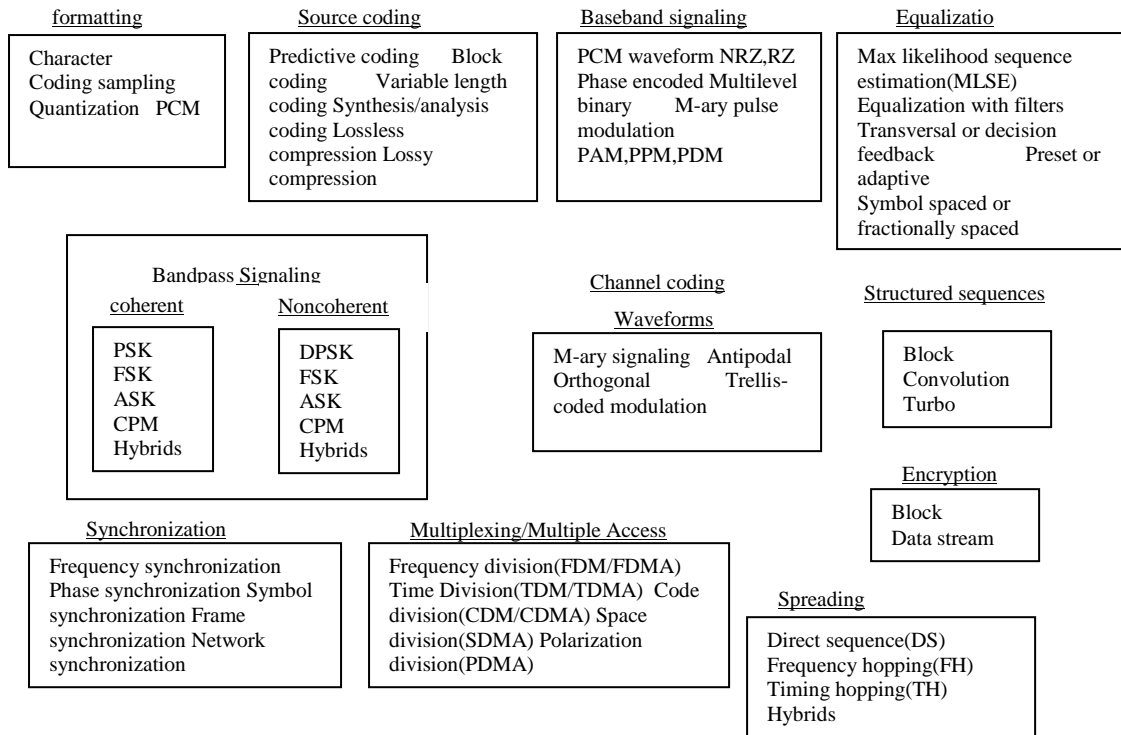 formatting
Character
Coding sampling
Quantization PCM
Source coding
Predictive coding Block
coding Variable length
coding Synthesis/analysis
coding Lossless
compression Lossy
compression
Baseband signaling
PCM waveform NRZ,RZ
Phase encoded Multilevel
binary M-ary pulse
modulation
PAM,PPM,PDM
Equalizatio
Max likelihood sequence
estimation(MLSE)
Equalization with filters
Transversal or decision
feedback Preset or
adaptive
Symbol spaced or
fractionally spaced
Bandpass Signaling
coherent
PSK
FSK
ASK
CPM
Hybrids
Noncoherent
DPSK
FSK
ASK
CPM
Hybrids
Channel coding
Waveforms
M-ary signaling Antipodal
Orthogonal Trellis-
coded modulation
Structured sequences
Block
Convolution
Turbo
Encryption
Block
Data stream
Synchronization
Frequency synchronization
Phase synchronization Symbol
synchronization Frame
synchronization Network
synchronization
Multiplexing/Multiple Access
Frequency division(FDM/FDMA)
Time Division(TDM/TDMA) Code
division(CDM/CDMA) Space
division(SDMA) Polarization
division(PDMA)
Spreading
Direct sequence(DS)
Frequency hopping(FH)
Timing hopping(TH)
Hybrids